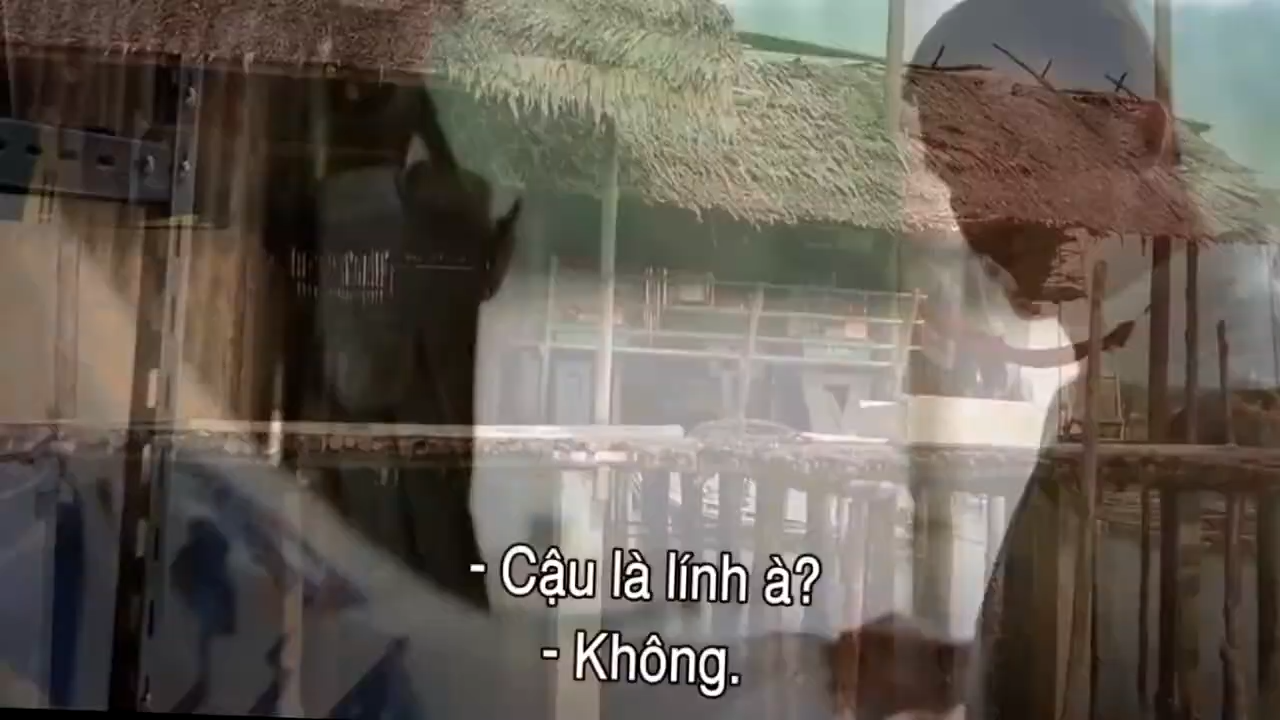 - Cậu là lính à?
- Không.